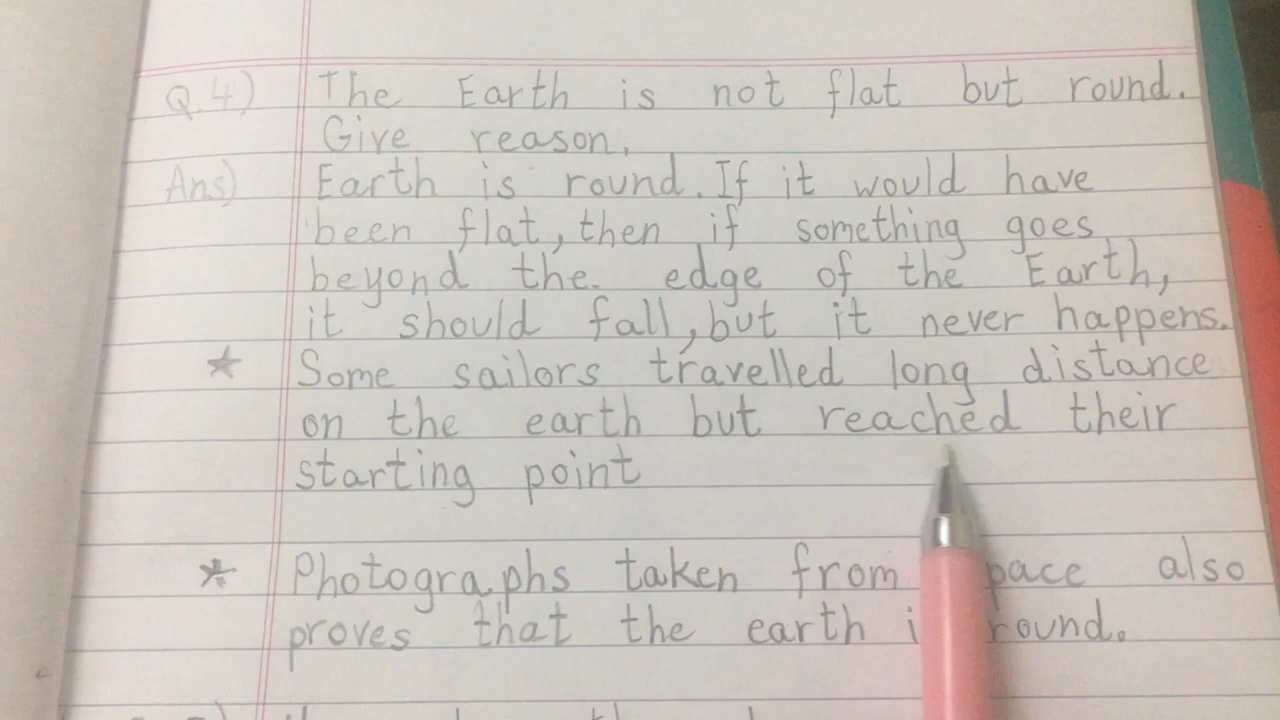 Q.4) The Earth is not flat but round.
Give reason.
Ans) Earth is round. If it would have
been flat, then if something goes
beyond the edge of the Earth,
it should fall, but it never happens.
* Some sailors travelled long distance
on the earth but reached their
starting point
* Photographs taken from pace also
proves that the earth i round.